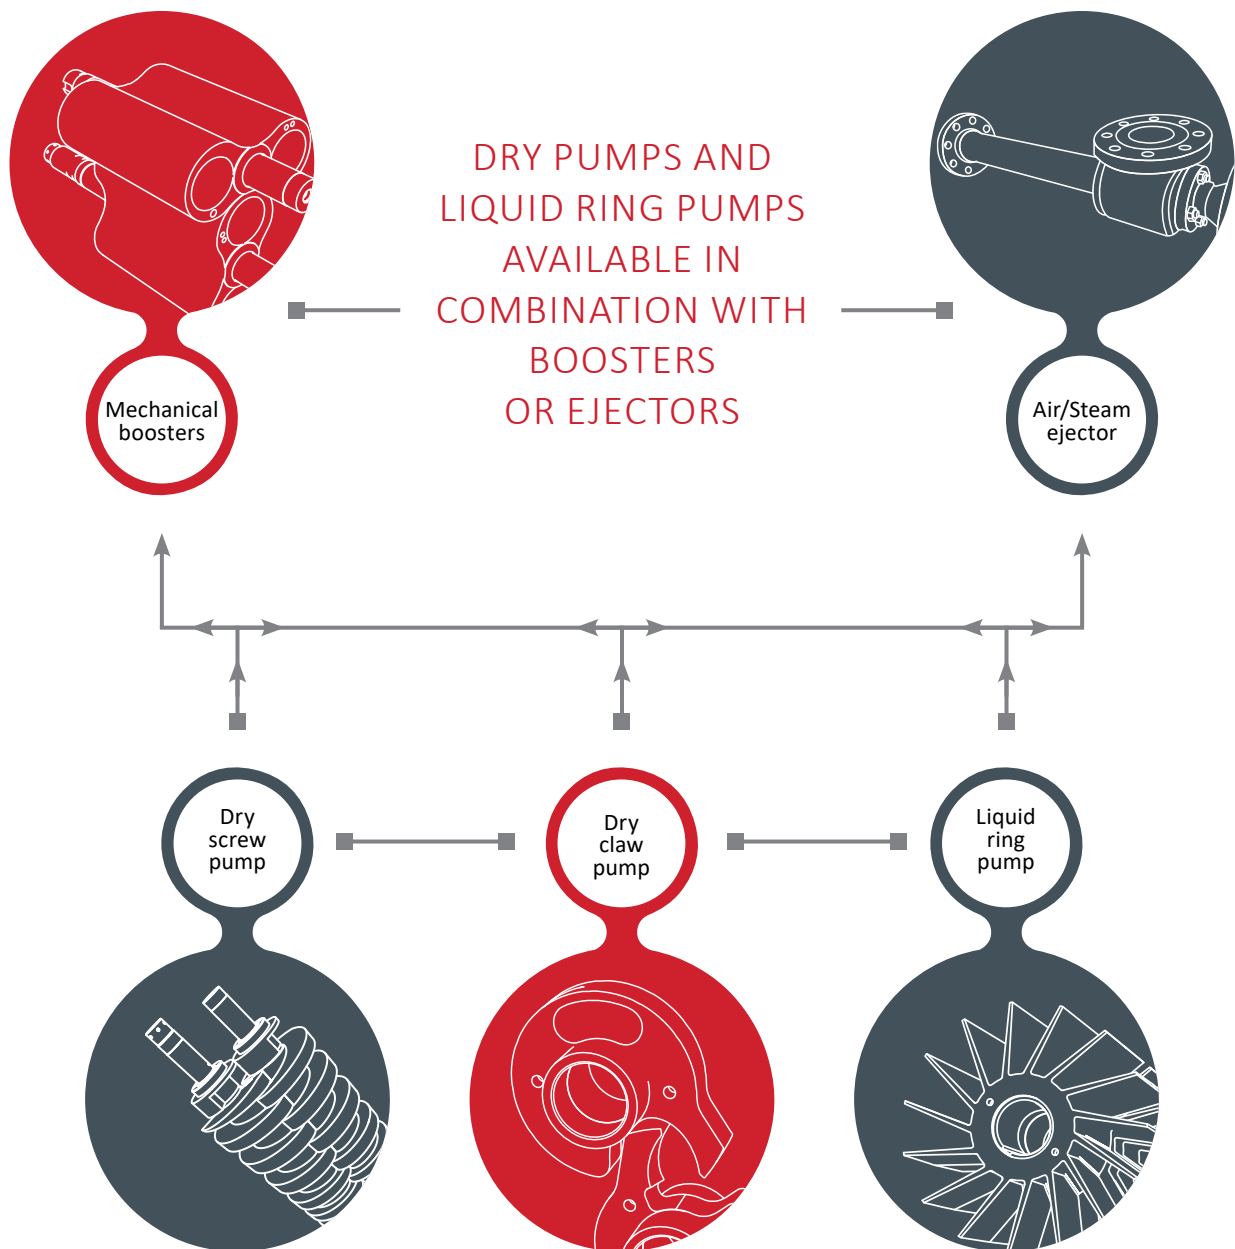 DRY PUMPS AND
LIQUID RING PUMPS
AVAILABLE IN
COMBINATION WITH
BOOSTERS
OR EJECTORS
Mechanical
boosters
Air/Steam
ejector
Dry
screw
pump
Dry
claw
pump
Liquid
ring
pump